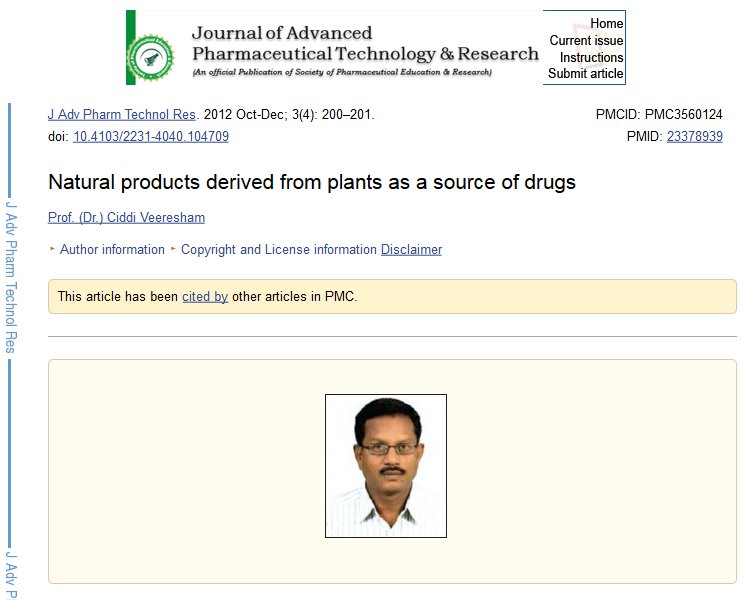 Journal of Advanced
Pharmaceutical Technology & Research
(An official Publication of Society of Pharmaceutical Education & Research)
Home
Current issue
Instructions
Submit article
J Adv Pharm Technol Res. 2012 Oct-Dec; 3(4): 200–201.
PMCID: PMC3560124
doi: 10.4103/2231-4040.104709
PMID: 23378939
Natural products derived from plants as a source of drugs
Prof. (Dr.) Ciddi Veeresham
Author information
Copyright and License information Disclaimer
This article has been cited by other articles in PMC.
J Adv Pharm Technol Res
J Adv P